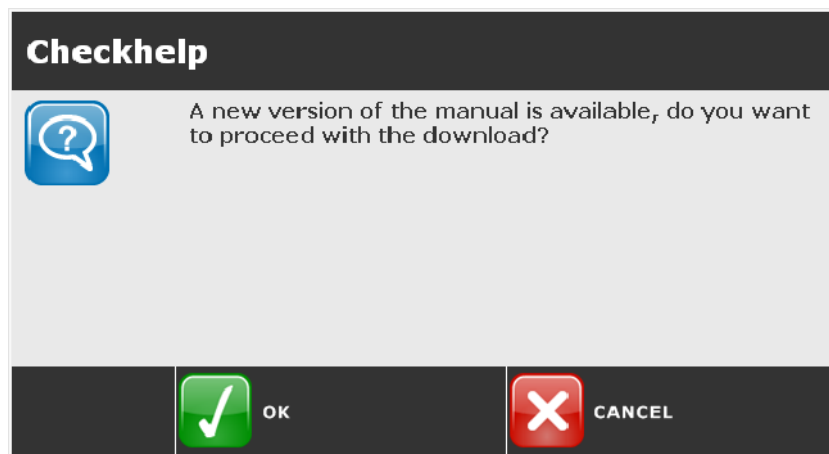 Checkhelp
A new version of the manual is available, do you want
to proceed with the download?
OK
CANCEL